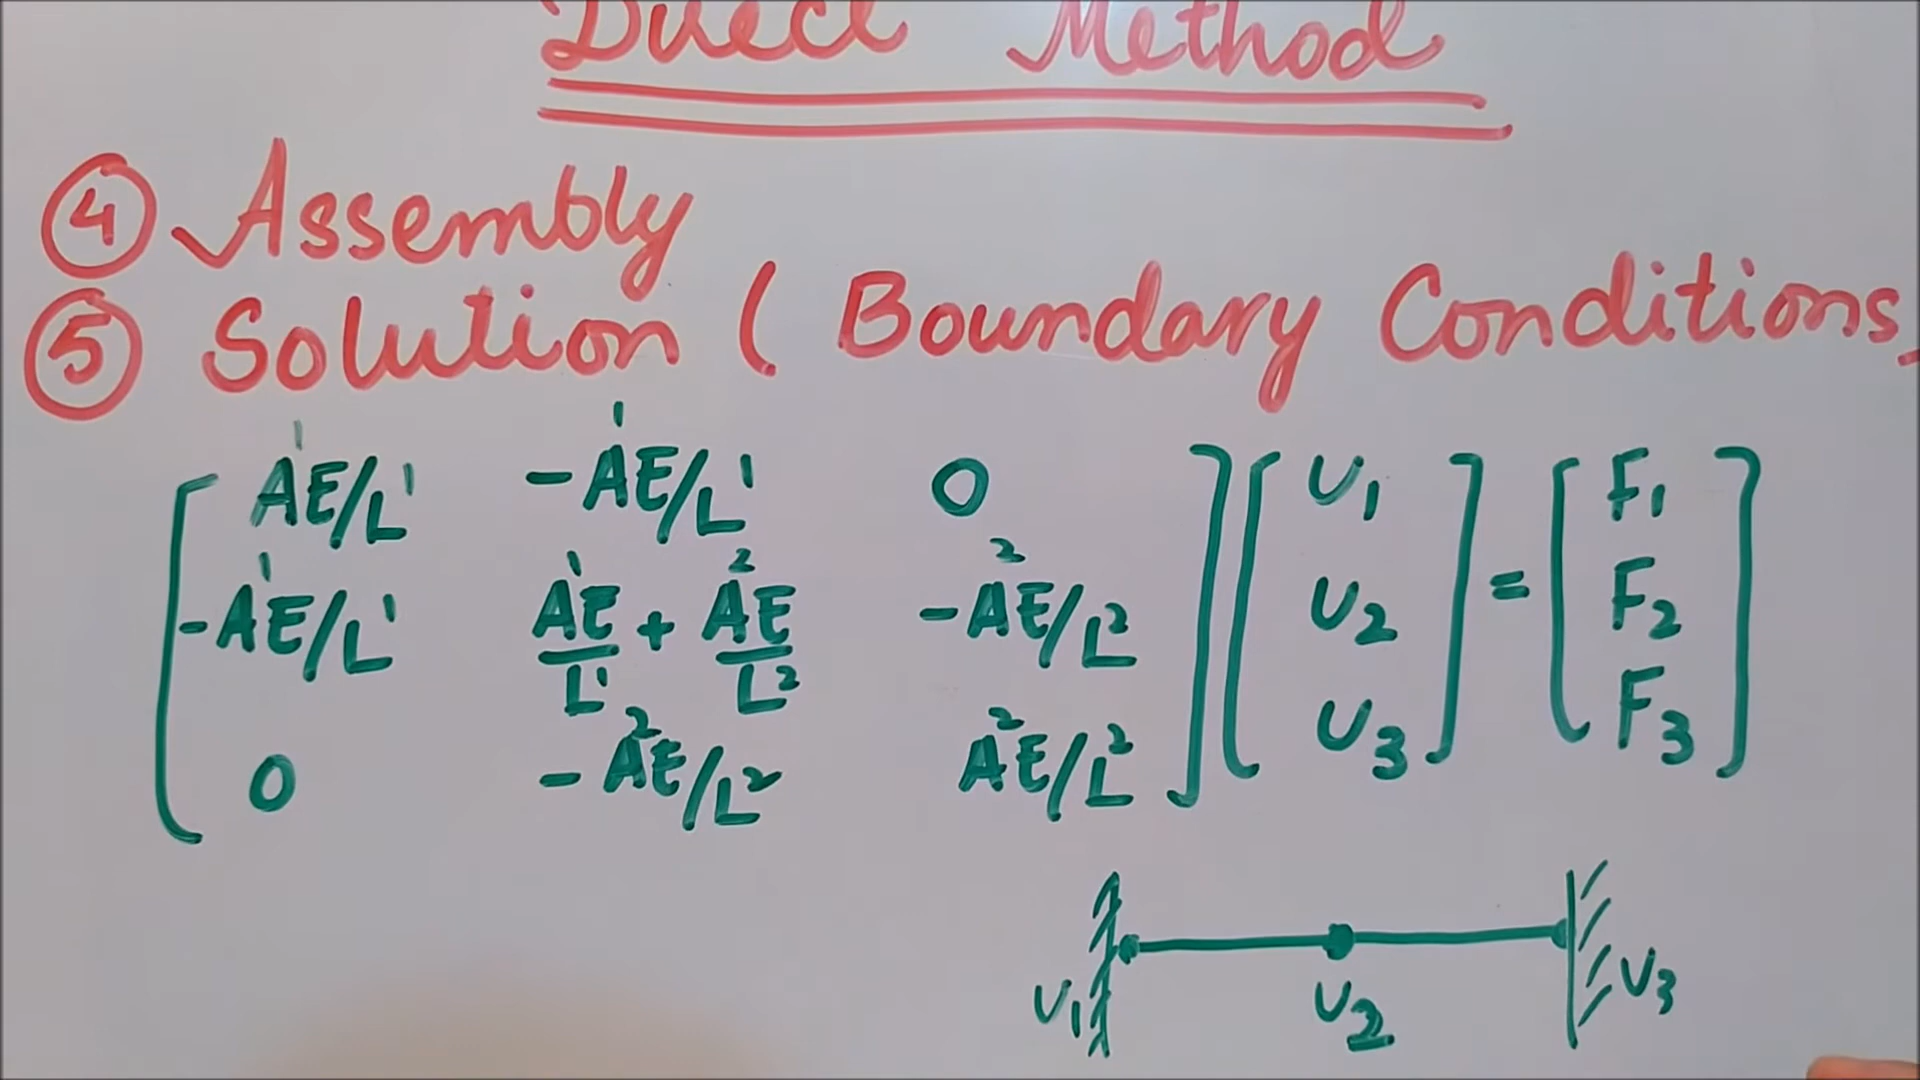 Direct Method
④ Assembly
⑤ Solution ( Boundary Conditions)
[ A¹E/L¹ -A¹E/L¹ 0 ] [ U₁ ] = [ F₁ ]
[ -A¹E/L¹ A¹E/L¹ + A²E/L² -A²E/L² ] [ U₂ ] = [ F₂ ]
[ 0 -A²E/L² A²E/L² ] [ U₃ ] = [ F₃ ]
U₁ U₂ U₃